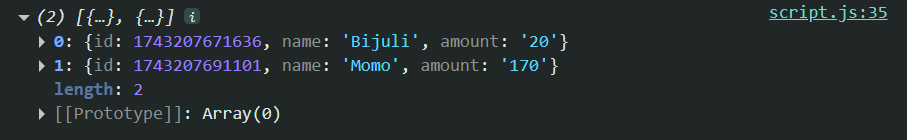 (2) [{…}, {…}] i script.js:35
0: {id: 1743207671636, name: 'Bijuli', amount: '20'}
1: {id: 1743207691101, name: 'Momo', amount: '170'}
length: 2
[[Prototype]]: Array(0)